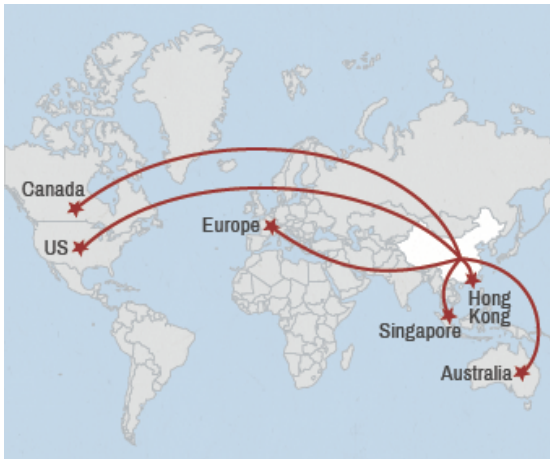 Canada
US
Europe
Hong
Kong
Singapore
Australia